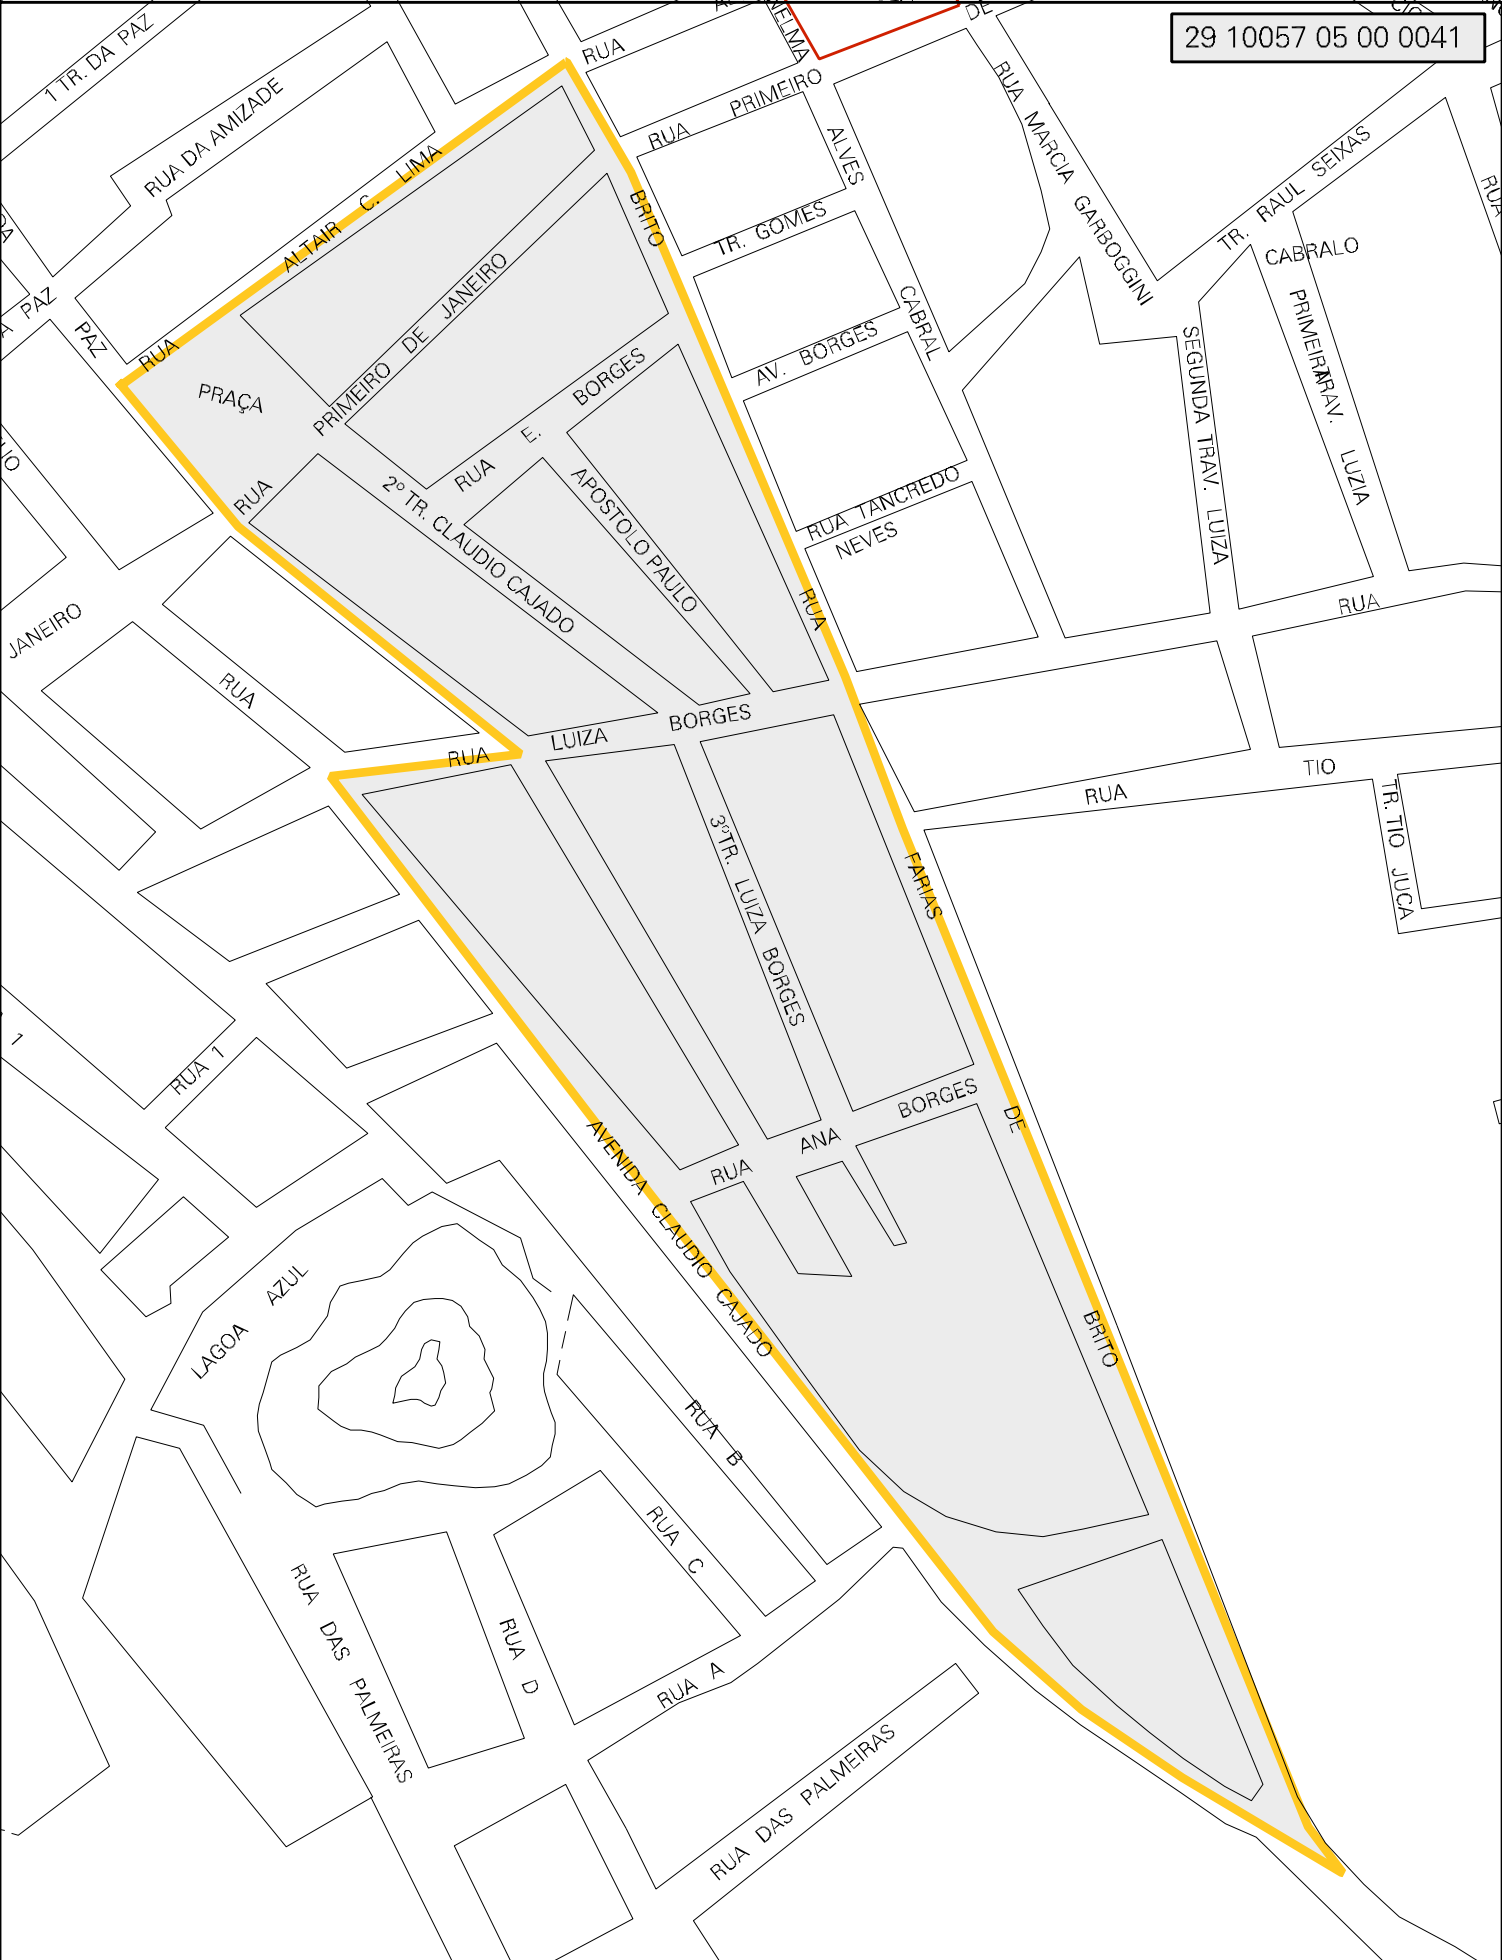 29 10057 05 00 0041
1 TR. DA PAZ
RUA DA AMIZADE
RUA
PRIMEIRO
RUA
DE
RUA MARCIA GARBOGGINI
ALVES
CABRAL
TR. RAUL SEIXAS
CABRALO
RUA
RUA ALTAIR C. LIMA
BRITO
TR. GOMES
AV. BORGES
PAZ
PAZ
PRAÇA
RUA
PRIMEIRO DE JANEIRO
RUA E. BORGES
2º TR. CLAUDIO CAJADO
APOSTOLO PAULO
RUA TANCREDO
NEVES
SEGUNDA TRAV. LUIZA
PRIMEIRA
TRAV. LUZIA
RUA
JANEIRO
RUA
RUA
RUA LUIZA BORGES
RUA TIO
TR. TIO JUCA
3º TR. LUIZA BORGES
FARIAS
DE
BRITO
RUA 1
1
RUA ANA BORGES
AVENIDA CLAUDIO CAJADO
LAGOA AZUL
RUA B
RUA C
RUA D
RUA A
RUA DAS PALMEIRAS
RUA DAS PALMEIRAS